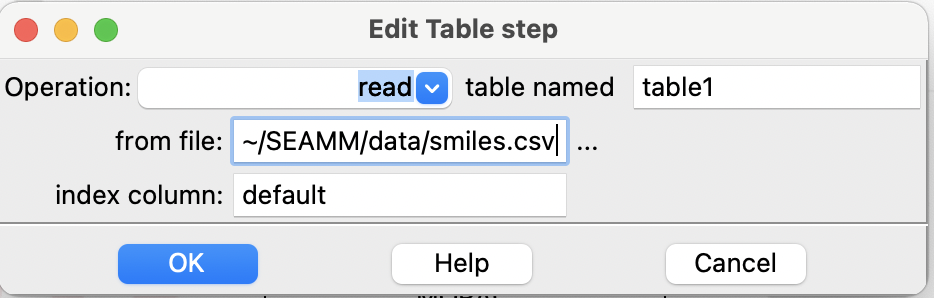 Edit Table step
Operation: read table named table1
from file: ~/SEAMM/data/smiles.csv ...
index column: default
OK Help Cancel